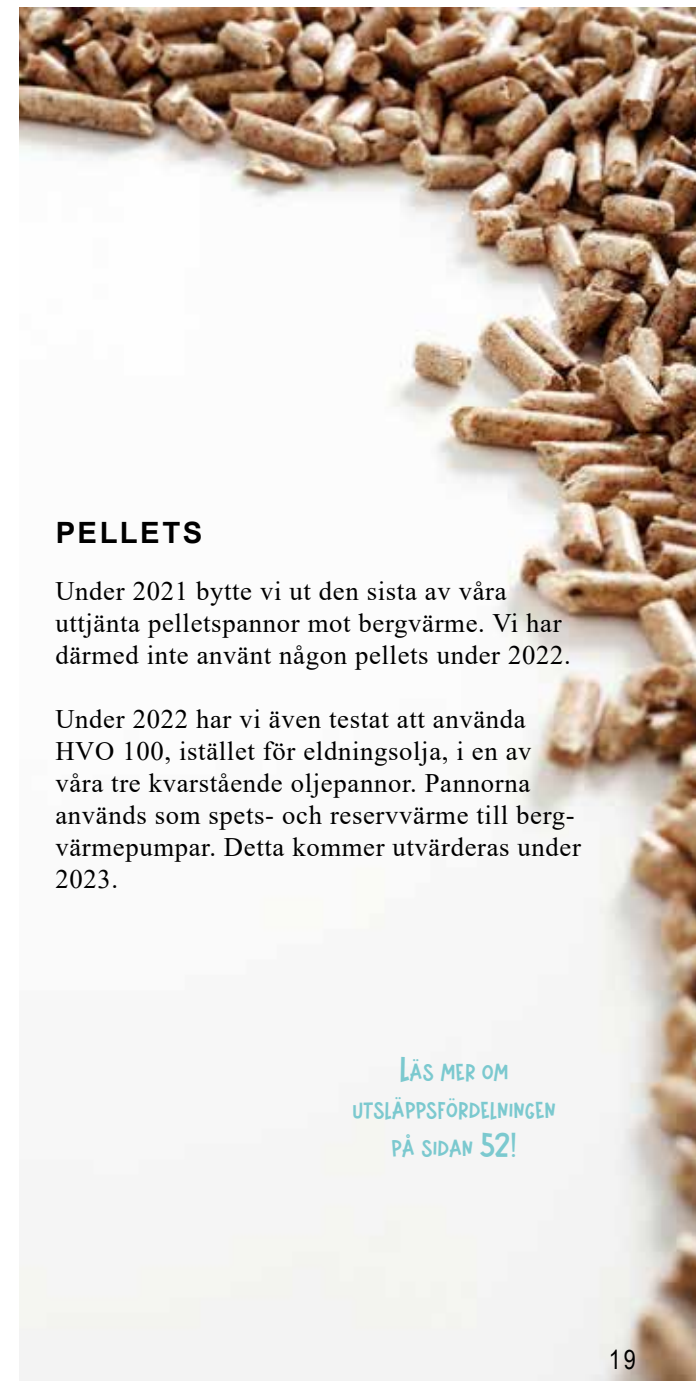 PELLETS
Under 2021 bytte vi ut den sista av våra
uttjänta pelletspannor mot bergvärme. Vi har
därmed inte använt någon pellets under 2022.
Under 2022 har vi även testat att använda
HVO 100, istället för eldningsolja, i en av
våra tre kvarstående oljepannor. Pannorna
används som spets- och reservvärme till berg-
värmepumpar. Detta kommer utvärderas under
2023.
LÄS MER OM
UTSLÄPPSFÖRDELNINGEN
PÅ SIDAN 52!
19